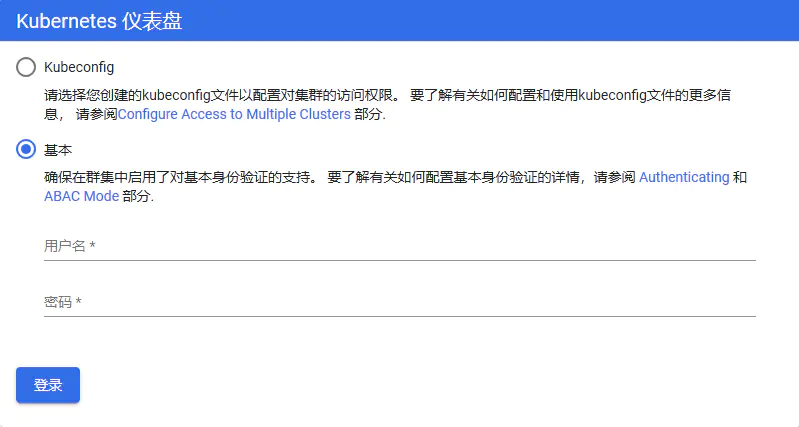 Kubernetes 仪表盘
Kubeconfig
请选择您创建的kubeconfig文件以配置对集群的访问权限。 要了解有关如何配置和使用kubeconfig文件的更多信
息， 请参阅Configure Access to Multiple Clusters 部分.
基本
确保在群集中启用了对基本身份验证的支持。 要了解有关如何配置基本身份验证的详情，请参阅 Authenticating 和
ABAC Mode 部分.
用户名 *
密码 *
登录